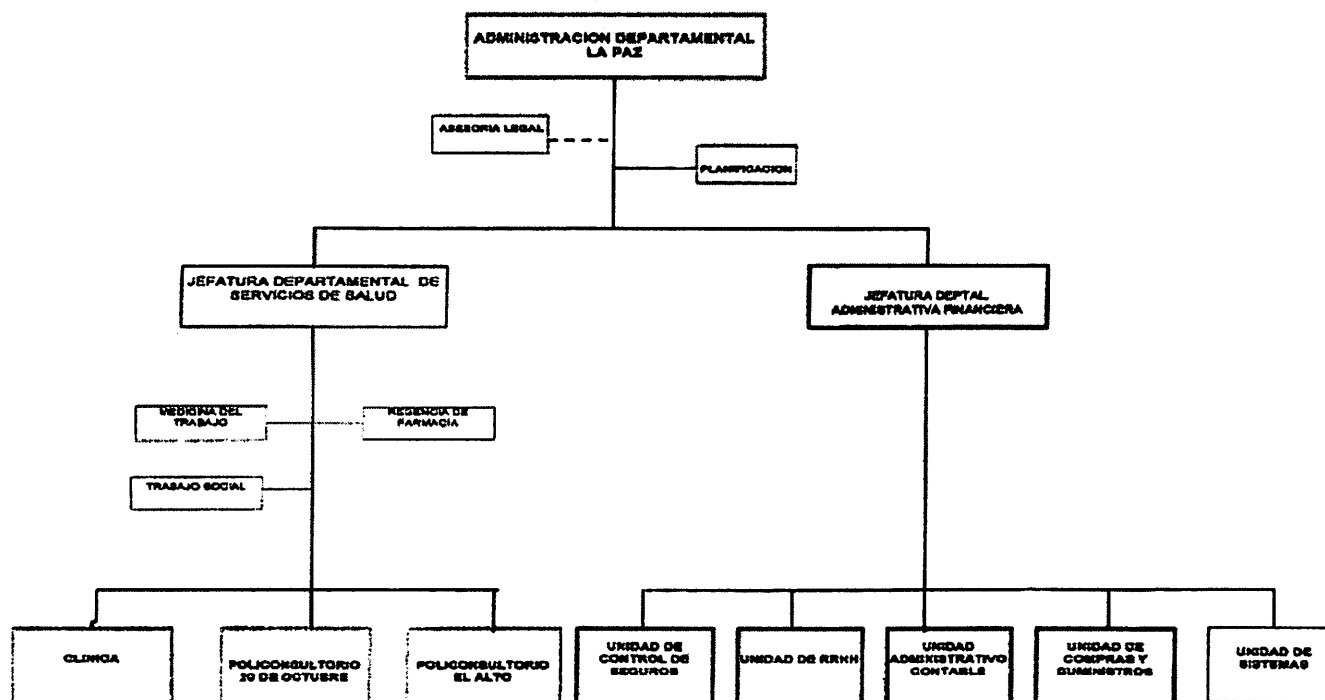 ADMINISTRACION DEPARTAMENTAL
LA PAZ
ASESORIA LEGAL
PLANIFICACION
JEFATURA DEPARTAMENTAL DE
SERVICIOS DE SALUD
JEFATURA DEPTAL.
ADMINISTRATIVA FINANCIERA
MEDICINA DEL
TRABAJO
REGENCIA DE
FARMACIA
TRABAJO SOCIAL
CLINICA
POLICONSULTORIO
20 DE OCTUBRE
POLICONSULTORIO
EL ALTO
UNIDAD DE
CONTROL DE
SEGUROS
UNIDAD DE RRHH
UNIDAD
ADMINISTRATIVO
CONTABLE
UNIDAD DE
COMPRAS Y
SUMINISTROS
UNIDAD DE
SISTEMAS